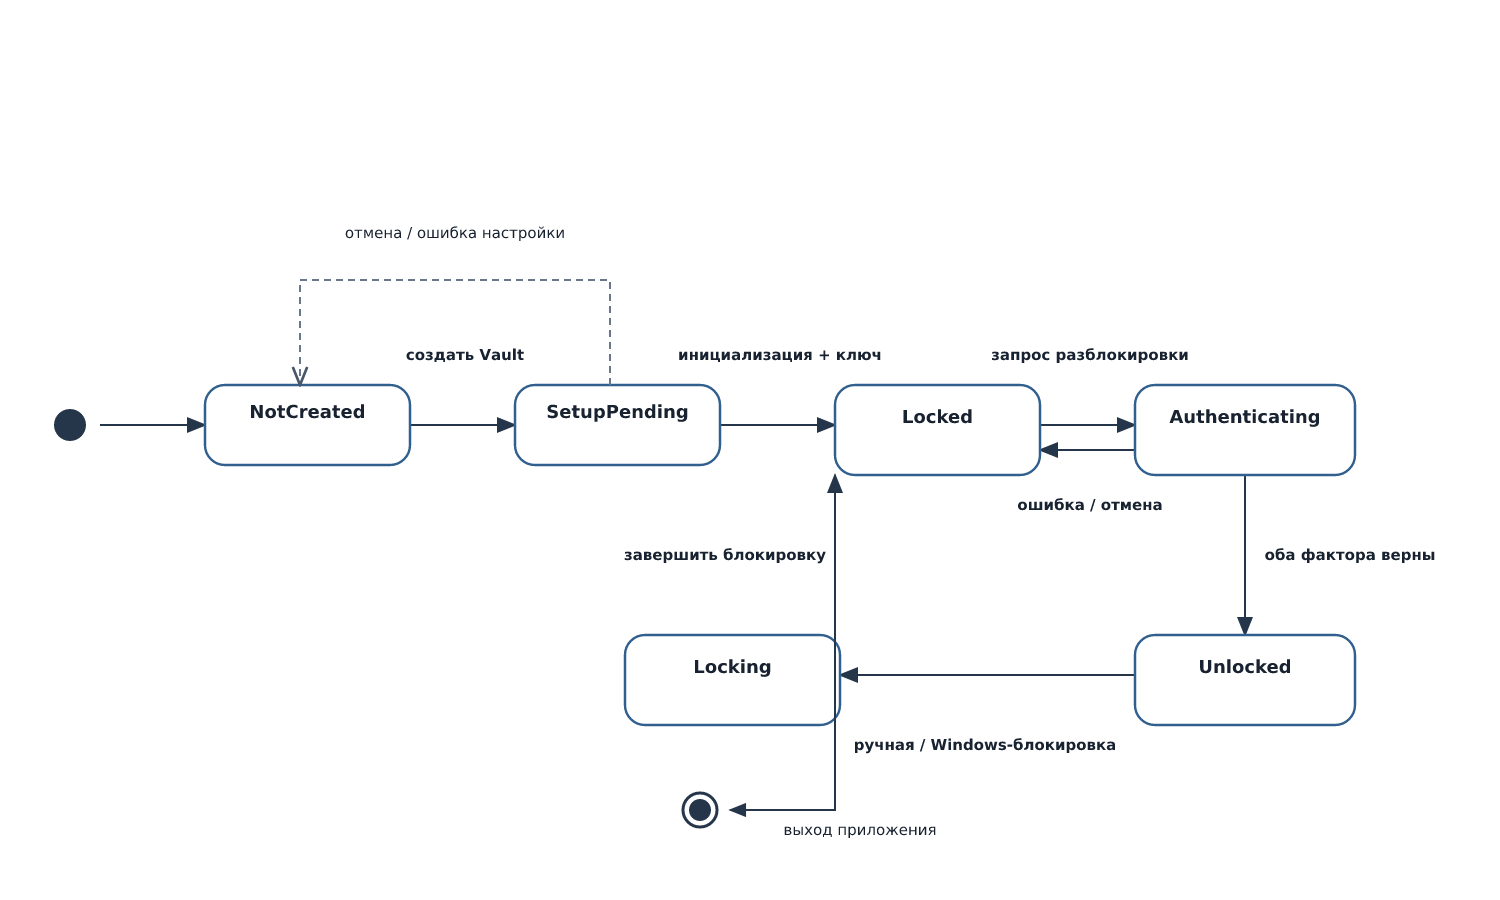 отмена / ошибка настройки
создать Vault
инициализация + ключ
запрос разблокировки
NotCreated
SetupPending
Locked
Authenticating
ошибка / отмена
завершить блокировку
оба фактора верны
Locking
Unlocked
ручная / Windows-блокировка
выход приложения